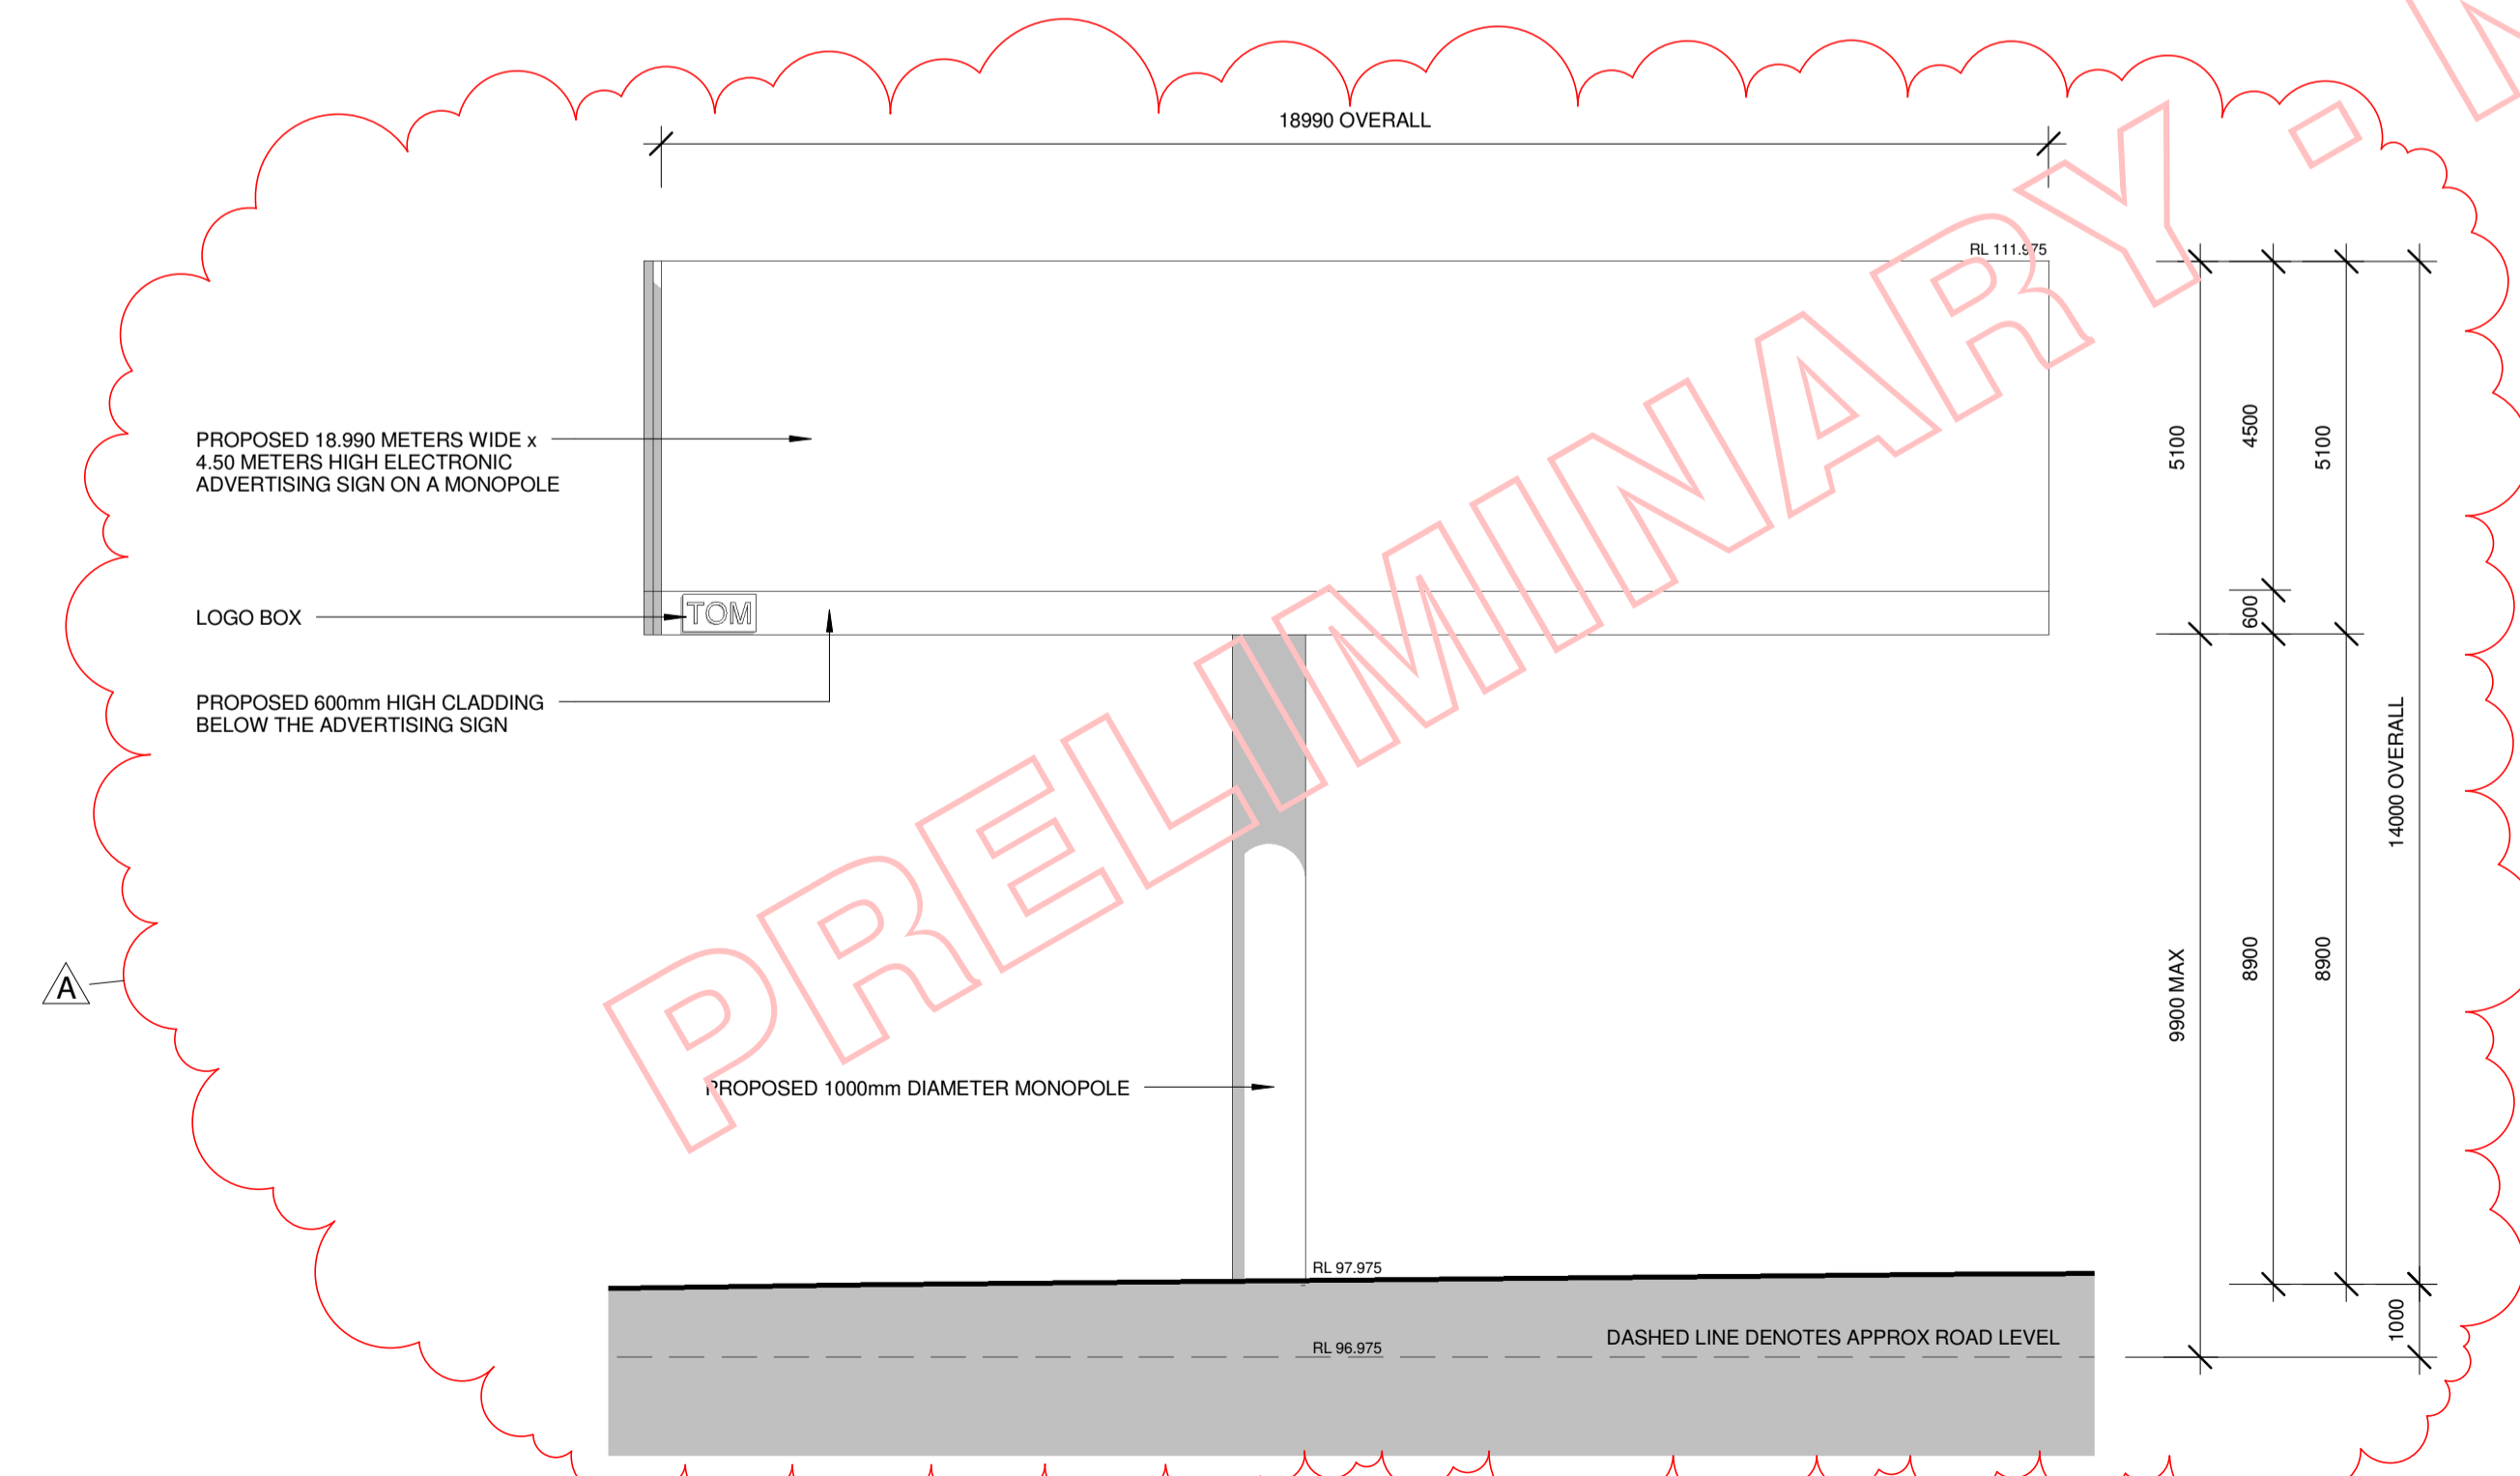 18990 OVERALL
RL 111.975
PROPOSED 18.990 METERS WIDE x
4.50 METERS HIGH ELECTRONIC
ADVERTISING SIGN ON A MONOPOLE
LOGO BOX
TOM
PROPOSED 600mm HIGH CLADDING
BELOW THE ADVERTISING SIGN
5100
4500
5100
600
14000 OVERALL
9900 MAX
8900
8900
1000
A
PROPOSED 1000mm DIAMETER MONOPOLE
RL 97.975
DASHED LINE DENOTES APPROX ROAD LEVEL
RL 96.975
PRELIMINARY -